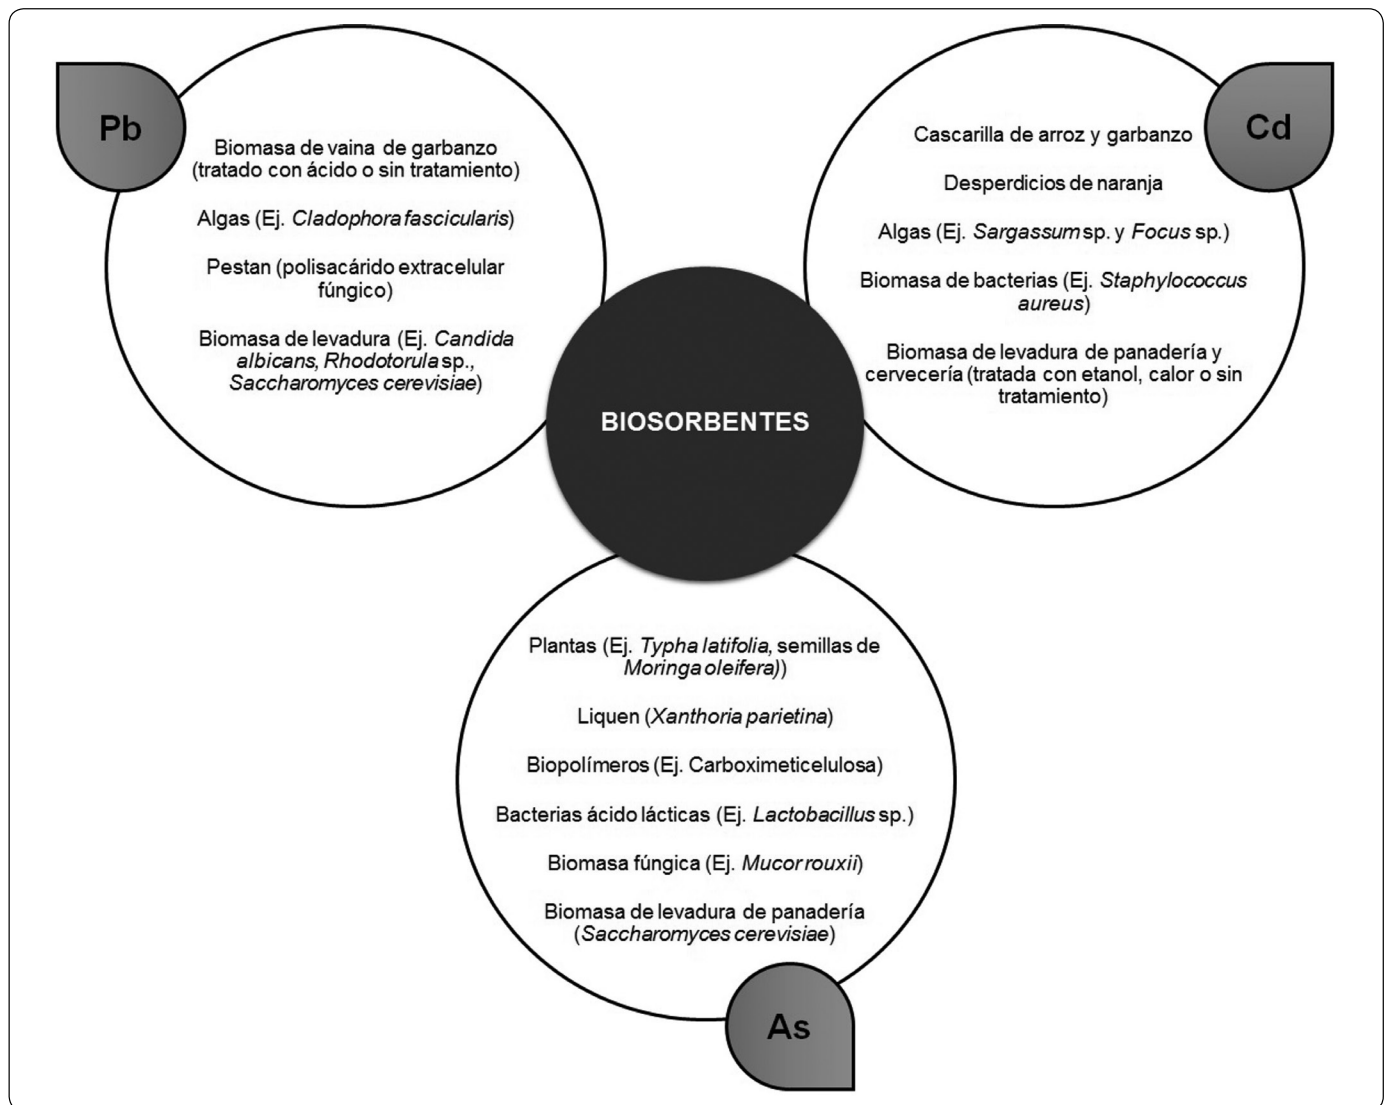 Pb
Biomasa de vaina de garbanzo
(tratado con ácido o sin tratamiento)
Algas (Ej. Cladophora fascicularis)
Pestan (polisacárido extracelular
fúngico)
Biomasa de levadura (Ej. Candida
albicans, Rhodotorula sp.,
Saccharomyces cerevisiae)
Cd
Cascarilla de arroz y garbanzo
Desperdicios de naranja
Algas (Ej. Sargassum sp. y Focus sp.)
Biomasa de bacterias (Ej. Staphylococcus
aureus)
Biomasa de levadura de panadería y
cervecería (tratada con etanol, calor o sin
tratamiento)
BIOSORBENTES
Plantas (Ej. Typha latifolia, semillas de
Moringa oleifera))
Liquen (Xanthoria parietina)
Biopolímeros (Ej. Carboximeticelulosa)
Bacterias ácido lácticas (Ej. Lactobacillus sp.)
Biomasa fúngica (Ej. Mucor rouxii)
Biomasa de levadura de panadería
(Saccharomyces cerevisiae)
As